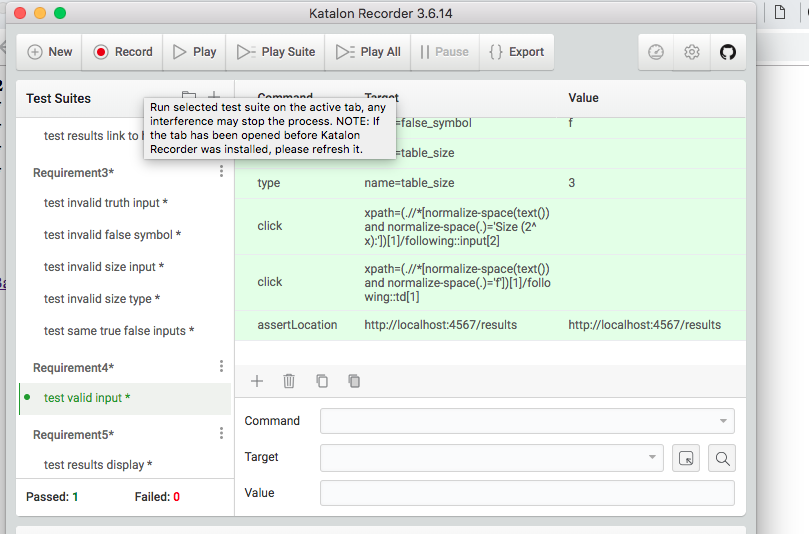 Katalon Recorder 3.6.14
New Record Play Play Suite Play All Pause Export
Test Suites
Command Target Value
Run selected test suite on the active tab, any
interference may stop the process. NOTE: If
the tab has been opened before Katalon
Recorder was installed, please refresh it.
test results link to
Requirement3*
test invalid truth input *
test invalid false symbol *
test invalid size input *
test invalid size type *
test same true false inputs *
Requirement4*
test valid input *
Requirement5*
test results display *
Passed: 1 Failed: 0
=false_symbol f
=table_size
type name=table_size 3
click xpath=(.//*[normalize-space(text())
and normalize-space(.)='Size (2^
x):'])[1]/following::input[2]
click xpath=(.//*[normalize-space(text())
and normalize-space(.)='f'])[1]/follo
wing::td[1]
assertLocation http://localhost:4567/results http://localhost:4567/results
Command
Target
Value